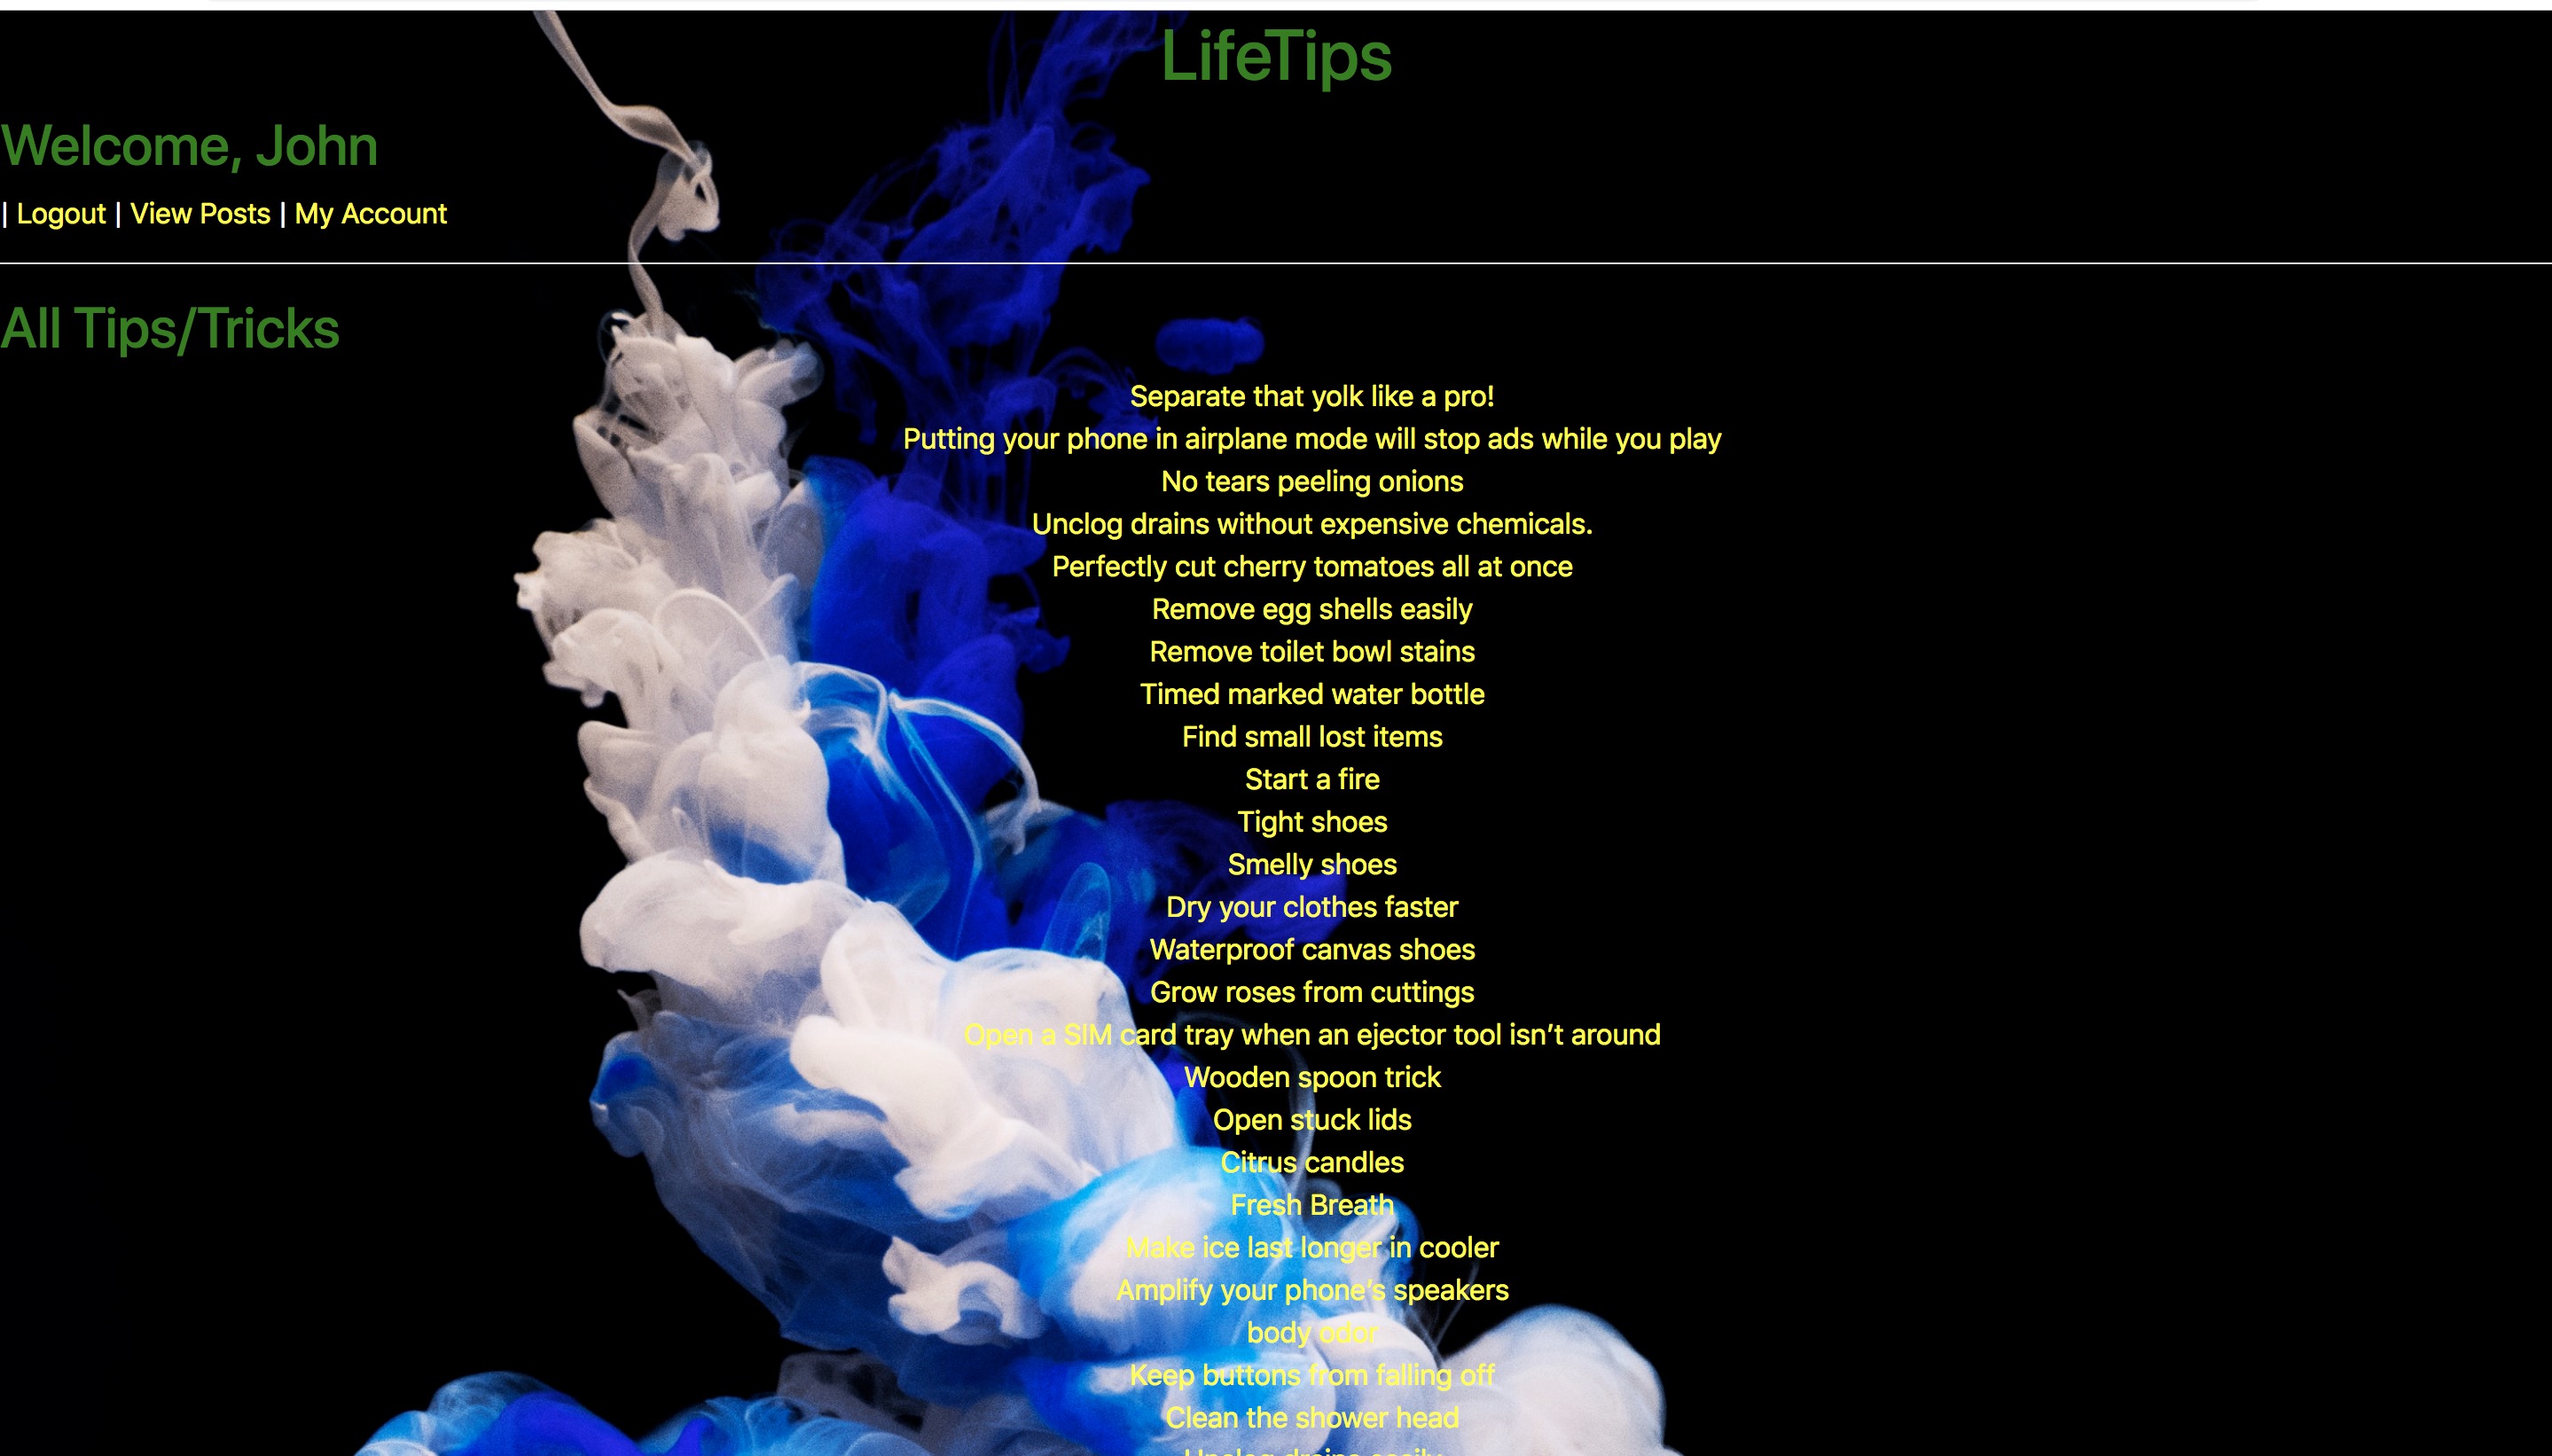 LifeTips
Welcome, John
| Logout | View Posts | My Account
All Tips/Tricks
Separate that yolk like a pro!
Putting your phone in airplane mode will stop ads while you play
No tears peeling onions
Unclog drains without expensive chemicals.
Perfectly cut cherry tomatoes all at once
Remove egg shells easily
Remove toilet bowl stains
Timed marked water bottle
Find small lost items
Start a fire
Tight shoes
Smelly shoes
Dry your clothes faster
Waterproof canvas shoes
Grow roses from cuttings
Open a SIM card tray when an ejector tool isn’t around
Wooden spoon trick
Open stuck lids
Citrus candles
Fresh Breath
Make ice last longer in cooler
Amplify your phone’s speakers
body odor
Keep buttons from falling off
Clean the shower head
Unclog drains easily